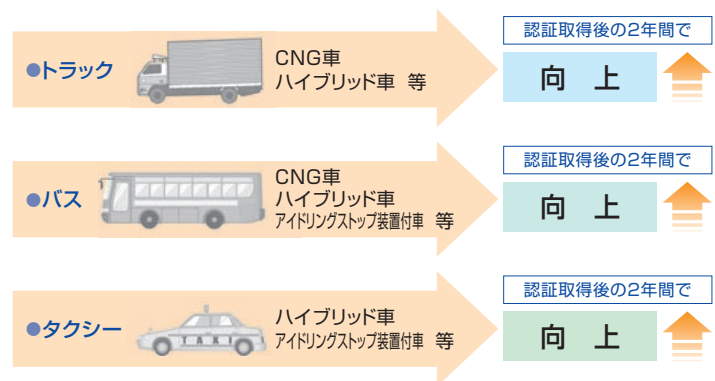 認証取得後の2年間で
●トラック
CNG車
ハイブリッド車 等
向 上
認証取得後の2年間で
●バス
CNG車
ハイブリッド車
アイドリングストップ装置付車 等
向 上
認証取得後の2年間で
●タクシー
TAXI
ハイブリッド車
アイドリングストップ装置付車 等
向 上